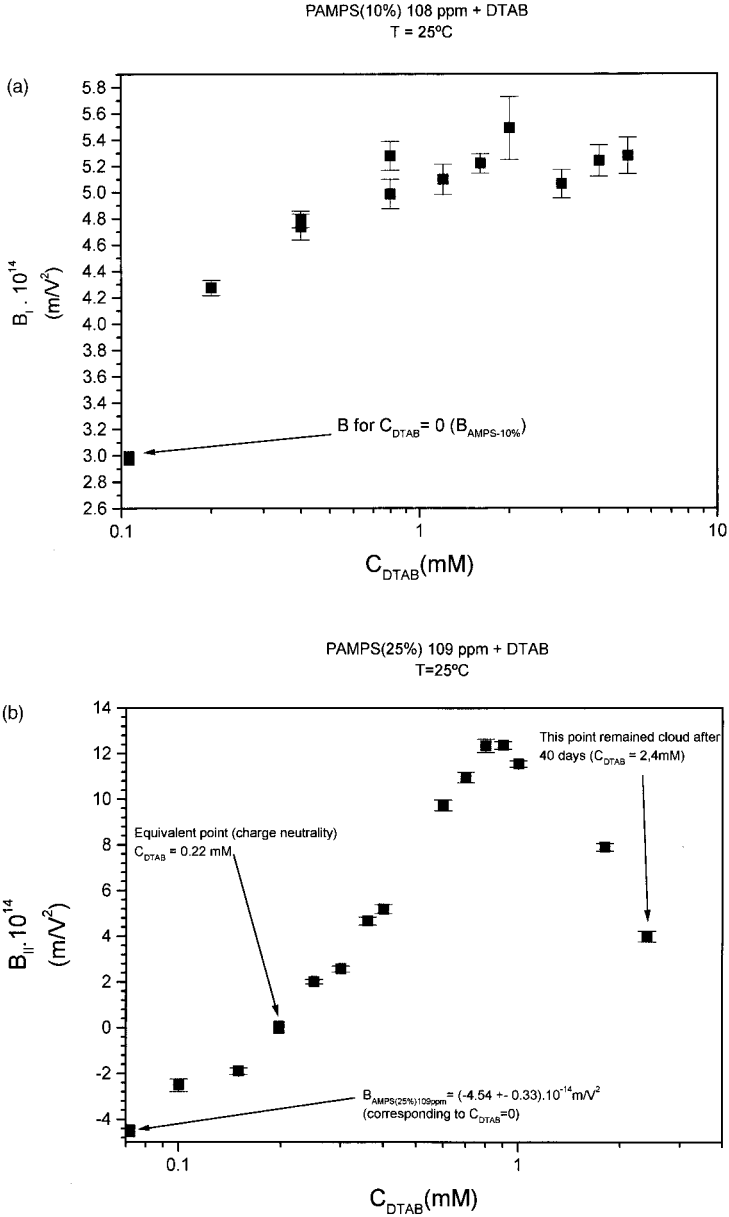 PAMPS(10%) 108 ppm + DTAB
T = 25ºC
(a)
5.8
5.6
5.4
5.2
5.0
4.8
4.6
4.4
4.2
4.0
3.8
3.6
3.4
3.2
3.0
2.8
2.6
B_I . 10^14
(m/V^2)
B for C_DTAB= 0 (B_AMPS-10%)
0.1
1
10
C_DTAB(mM)
PAMPS(25%) 109 ppm + DTAB
T=25ºC
(b)
14
12
10
8
6
4
2
0
-2
-4
B_II.10^14
(m/V^2)
This point remained cloud after
40 days (C_DTAB = 2,4mM)
Equivalent point (charge neutrality)
C_DTAB = 0.22 mM
B_AMPS(25%)109ppm= (-4.54 +- 0.33).10^-14m/V^2
(corresponding to C_DTAB=0)
0.1
1
C_DTAB(mM)